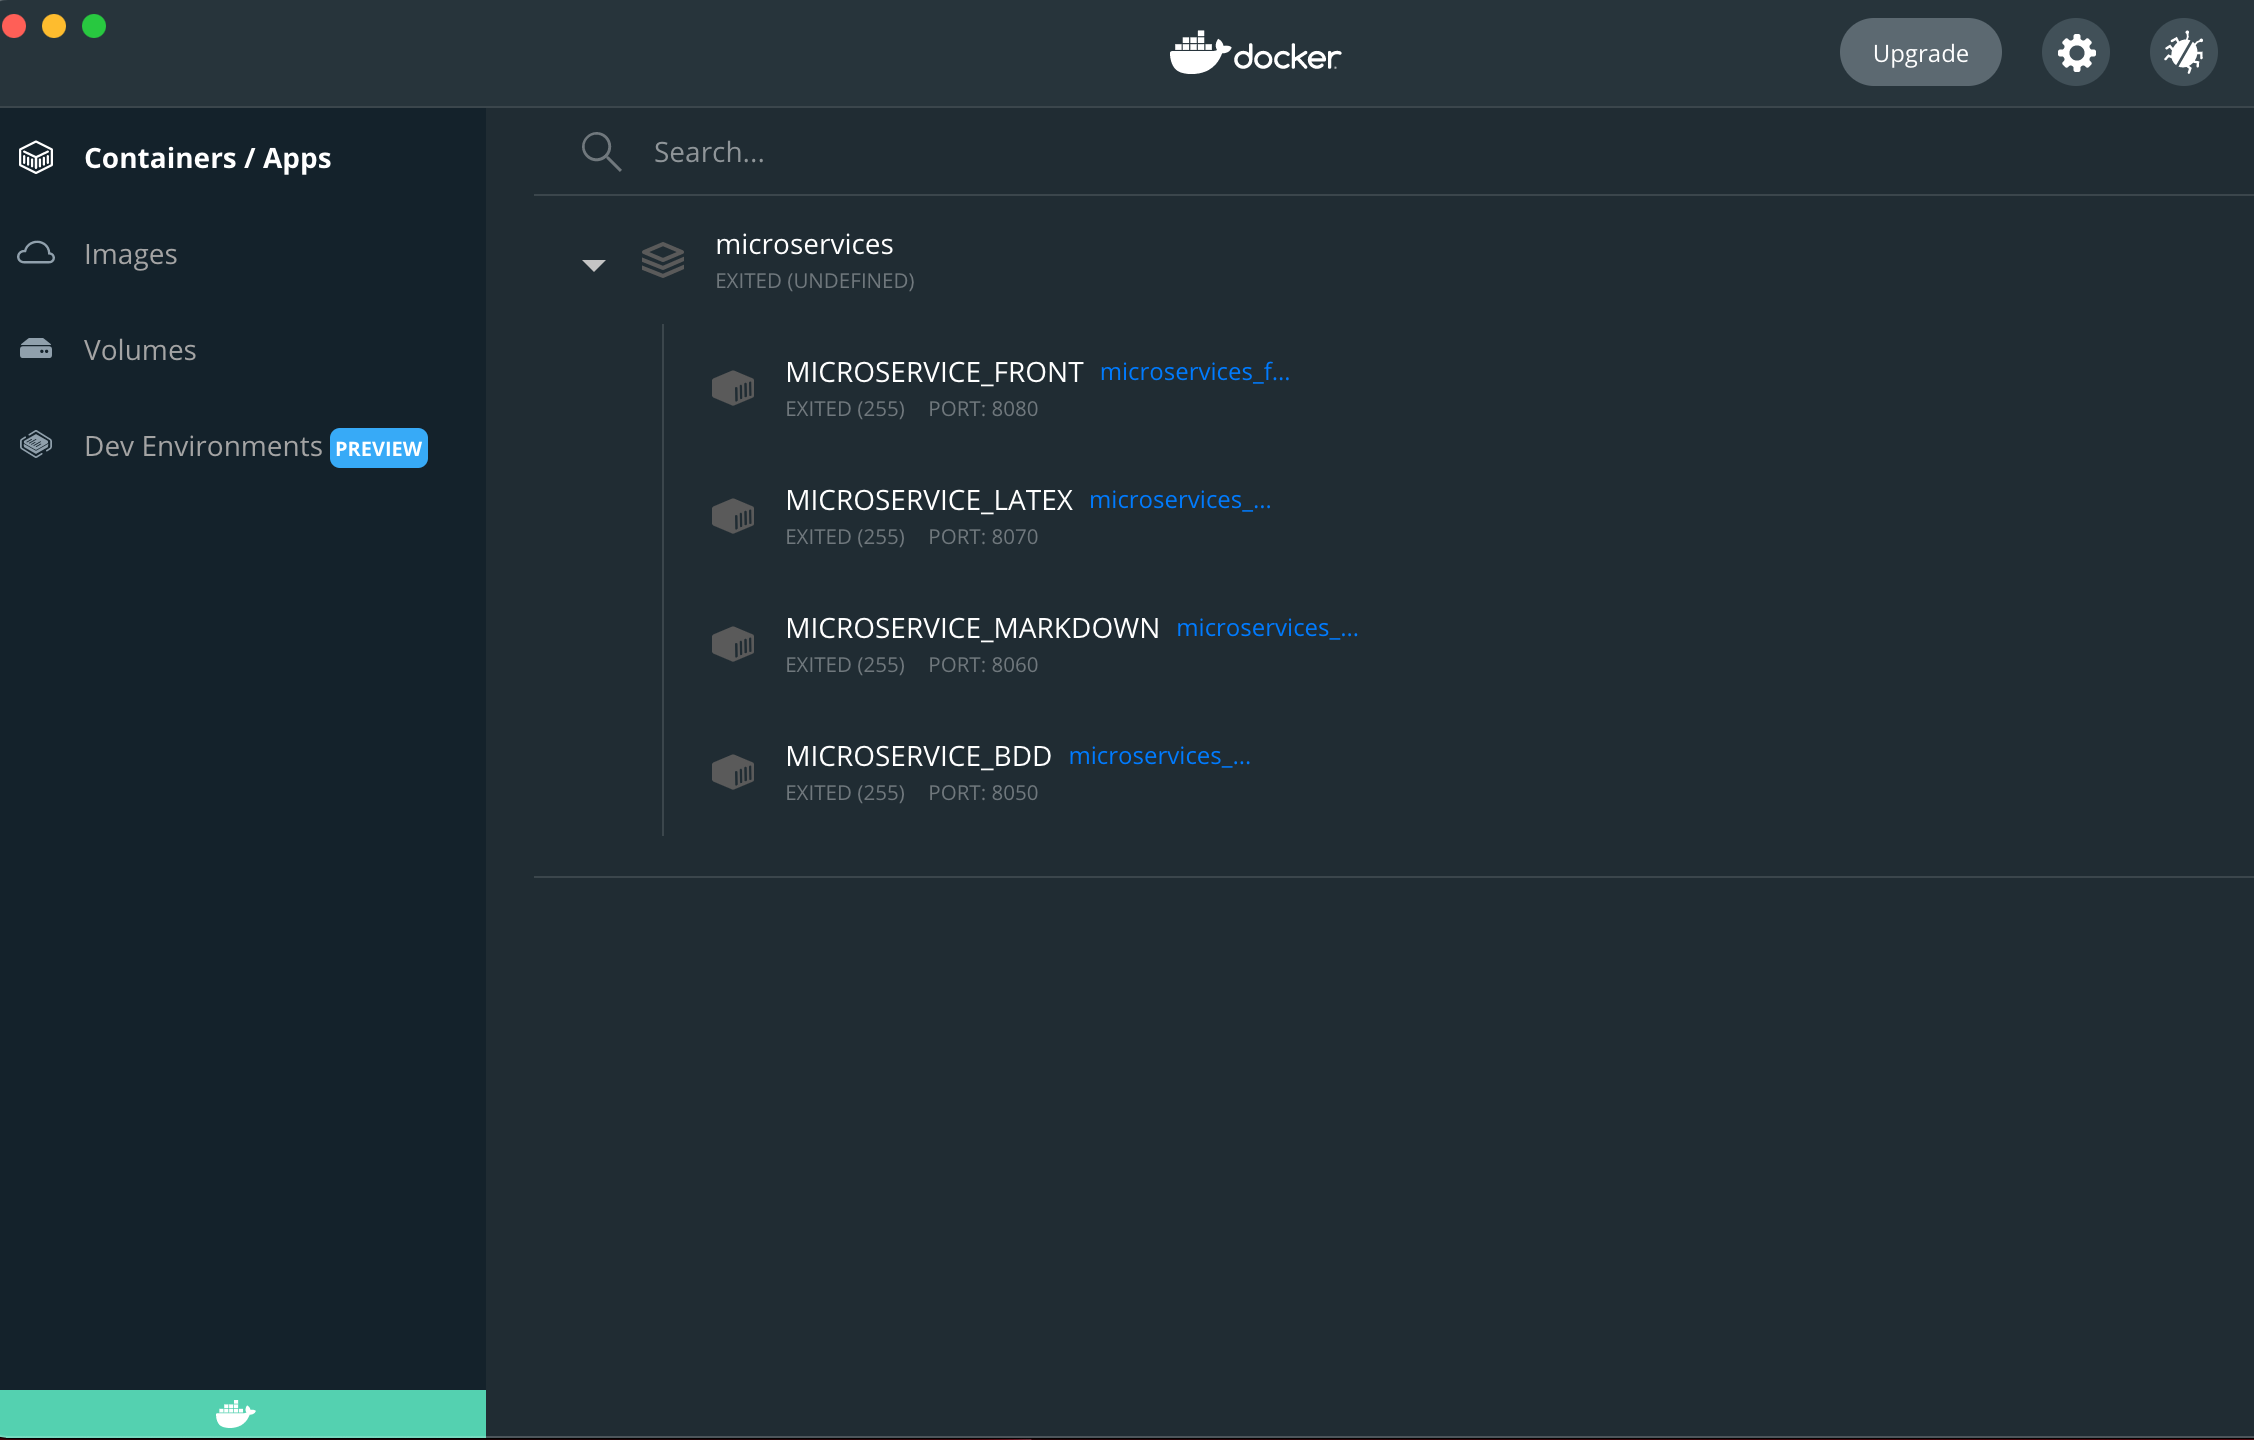 docker
Upgrade
Containers / Apps
Images
Volumes
Dev Environments PREVIEW
Search...
microservices
EXITED (UNDEFINED)
MICROSERVICE_FRONT microservices_f...
EXITED (255) PORT: 8080
MICROSERVICE_LATEX microservices_...
EXITED (255) PORT: 8070
MICROSERVICE_MARKDOWN microservices_...
EXITED (255) PORT: 8060
MICROSERVICE_BDD microservices_...
EXITED (255) PORT: 8050